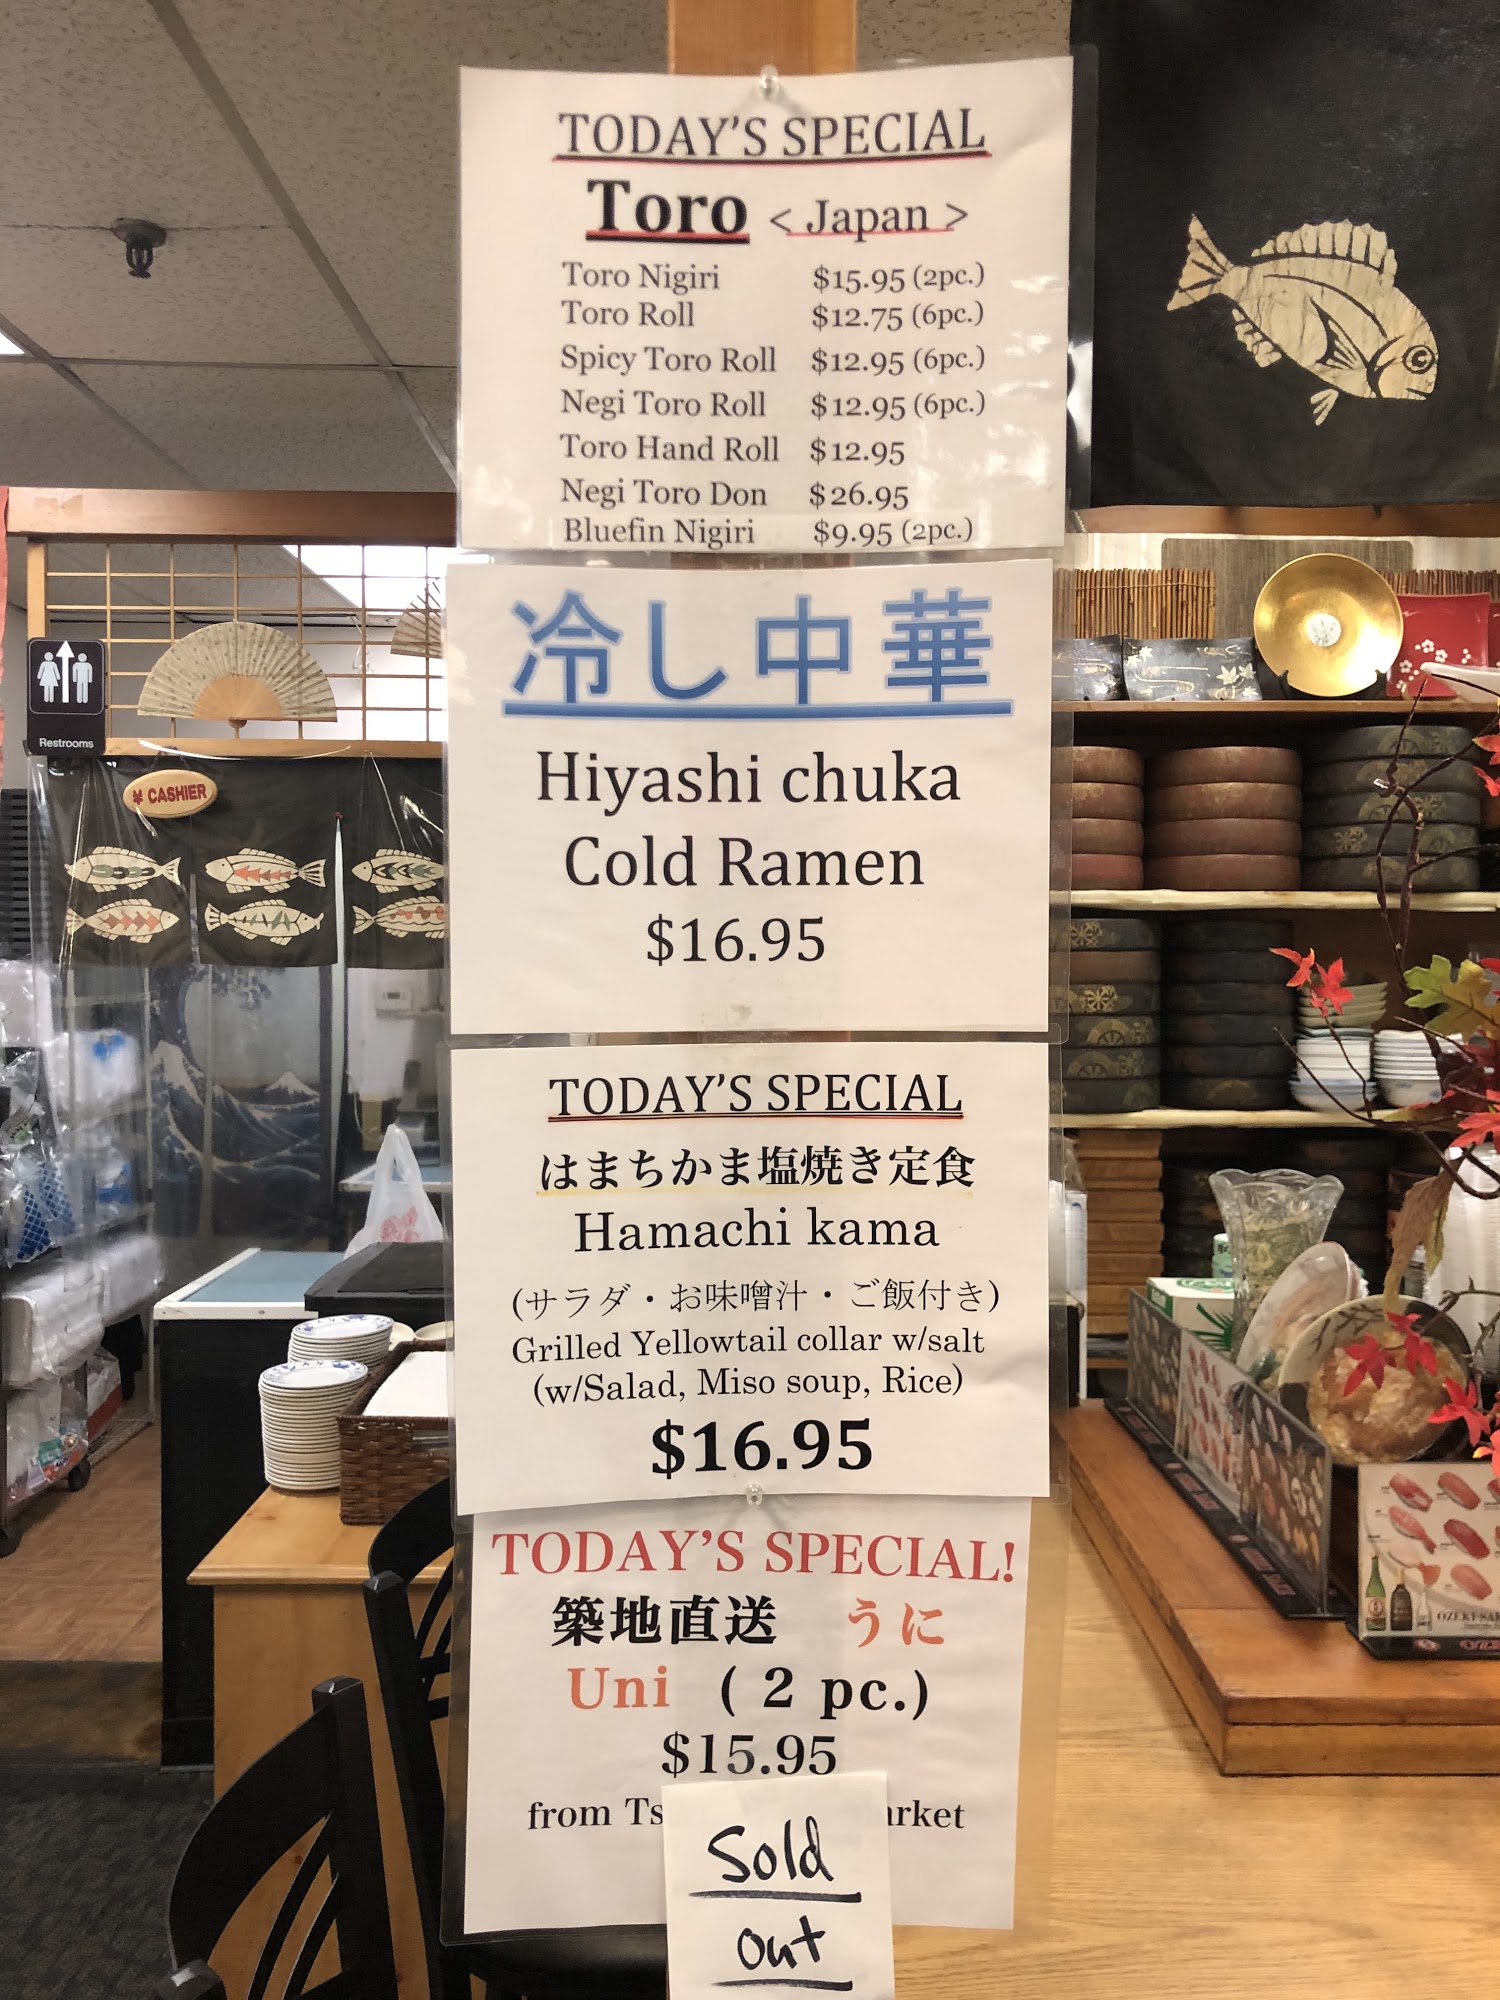 TODAY'S SPECIAL
Toro < Japan >
Toro Nigiri $15.95 (2pc.)
Toro Roll $12.75 (6pc.)
Spicy Toro Roll $12.95 (6pc.)
Negi Toro Roll $12.95 (6pc.)
Toro Hand Roll $12.95
Negi Toro Don $26.95
Bluefin Nigiri $9.95 (2pc.)
冷し中華
Hiyashi chuka
Cold Ramen
$16.95
TODAY'S SPECIAL
はまちかま塩焼き定食
Hamachi kama
(サラダ・お味噌汁・ご飯付き)
Grilled Yellowtail collar w/salt
(w/Salad, Miso soup, Rice)
$16.95
TODAY'S SPECIAL!
築地直送 うに
Uni ( 2 pc.)
$15.95
from
Sold
out
Restrooms
¥ CASHIER